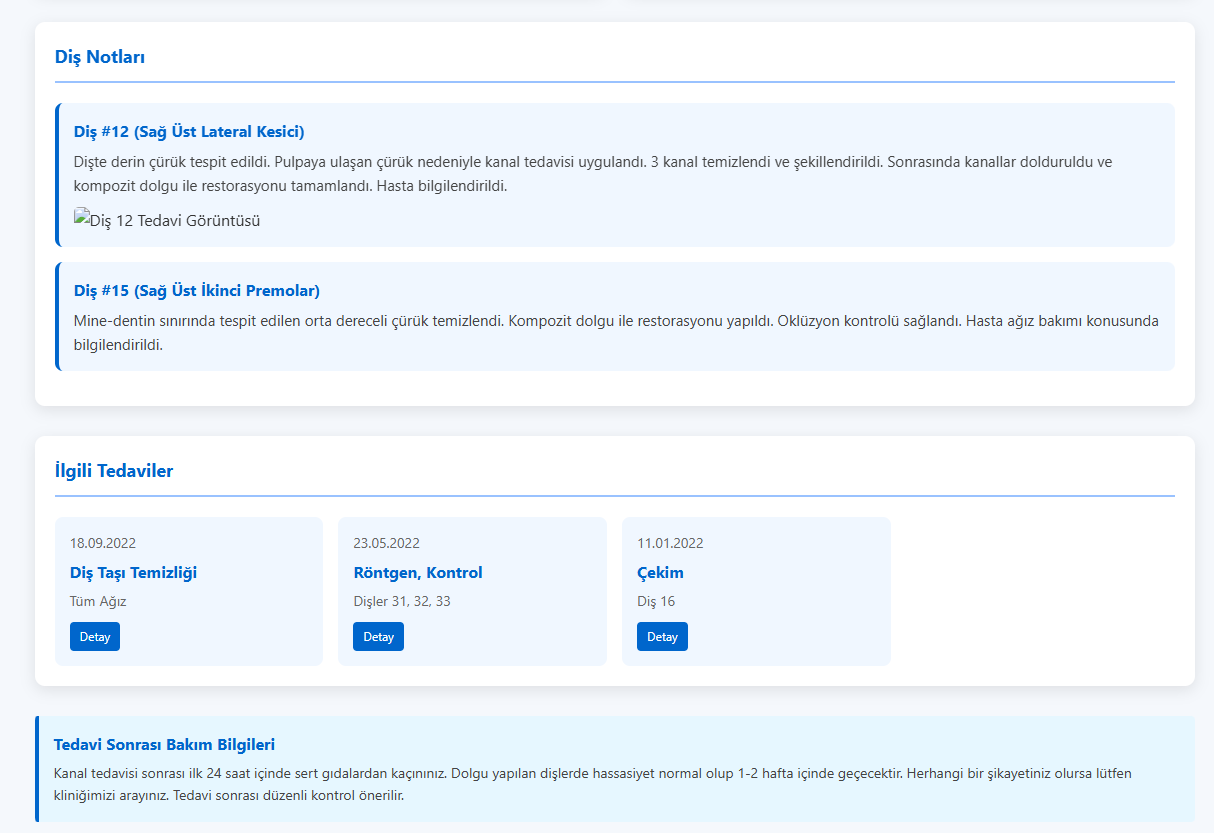 Diş Notları
Diş #12 (Sağ Üst Lateral Kesici)
Dişte derin çürük tespit edildi. Pulpaya ulaşan çürük nedeniyle kanal tedavisi uygulandı. 3 kanal temizlendi ve şekillendirildi. Sonrasında kanallar dolduruldu ve
kompozit dolgu ile restorasyonu tamamlandı. Hasta bilgilendirildi.
Diş 12 Tedavi Görüntüsü
Diş #15 (Sağ Üst İkinci Premolar)
Mine-dentin sınırında tespit edilen orta dereceli çürük temizlendi. Kompozit dolgu ile restorasyonu yapıldı. Oklüzyon kontrolü sağlandı. Hasta ağız bakımı konusunda
bilgilendirildi.
İlgili Tedaviler
18.09.2022
Diş Taşı Temizliği
Tüm Ağız
Detay
23.05.2022
Röntgen, Kontrol
Dişler 31, 32, 33
Detay
11.01.2022
Çekim
Diş 16
Detay
Tedavi Sonrası Bakım Bilgileri
Kanal tedavisi sonrası ilk 24 saat içinde sert gıdalardan kaçınınız. Dolgu yapılan dişlerde hassasiyet normal olup 1-2 hafta içinde geçecektir. Herhangi bir şikayetiniz olursa lütfen
kliniğimizi arayınız. Tedavi sonrası düzenli kontrol önerilir.